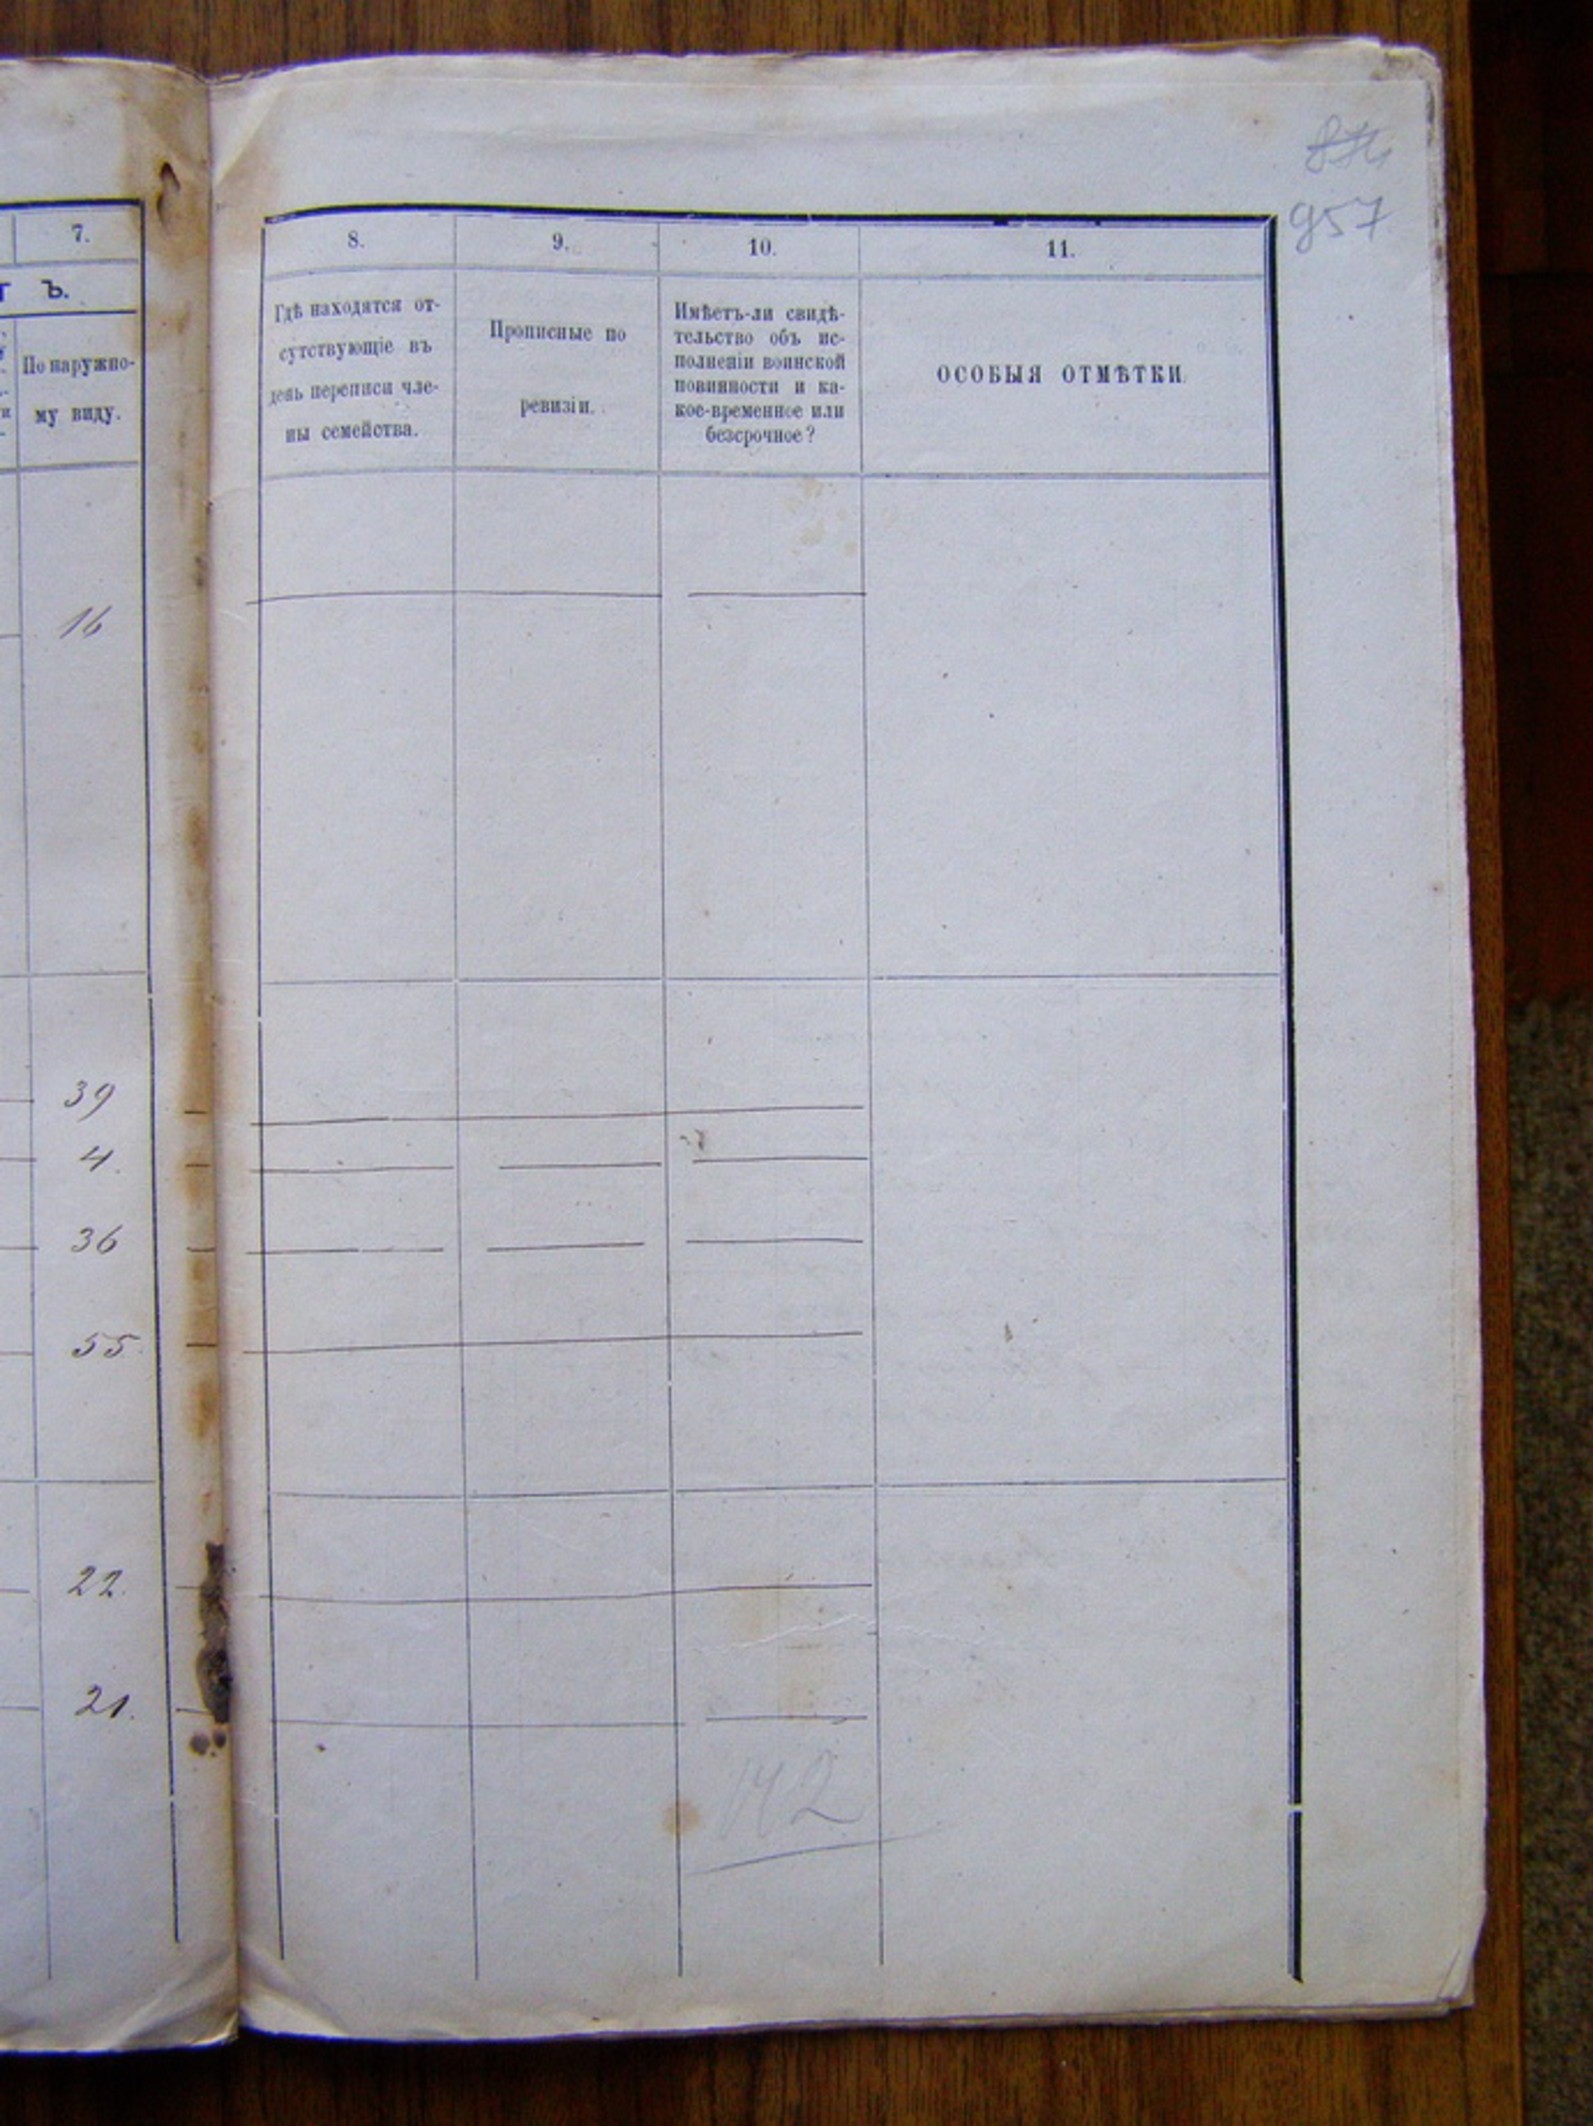 957
7.
Ъ.
По наружно-
му виду.
16
39
4.
36
55.
22.
21.
8.
9.
10.
11.
Гдѣ находятся от-
сутствующіе въ
день переписи чле-
ны семейства.
Прописные по
ревизіи.
Имѣетъ-ли свидѣ-
тельство объ ис-
полненіи воинской
повинности и ка-
кое-временное или
безсрочное?
ОСОБЫЯ ОТМѢТКИ.
142